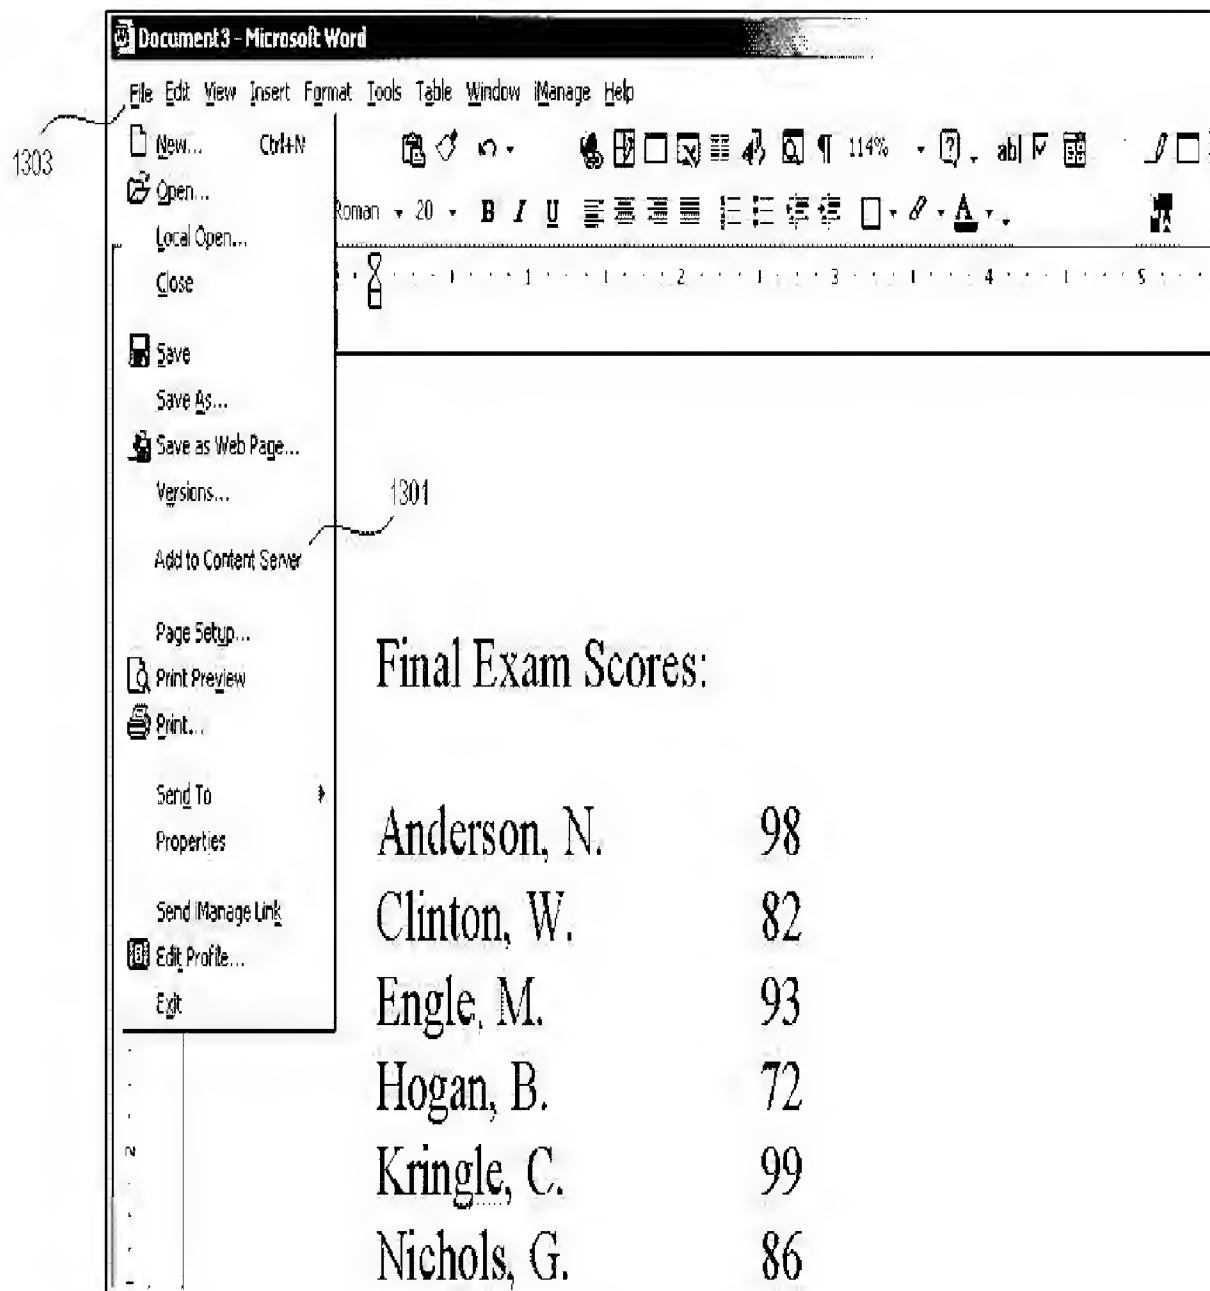 Document3 - Microsoft Word
File Edit View Insert Format Tools Table Window iManage Help
1303
New... Ctrl+N
114%
Open...
Roman 20 B I U
Local Open...
Close
1 2 3 4 5
Save
Save As...
Save as Web Page...
Versions...
1301
Add to Content Server
Page Setup...
Final Exam Scores:
Print Preview
Print...
Send To
Anderson, N. 98
Properties
Send iManage Link
Clinton, W. 82
Edit Profile...
Exit
Engle, M. 93
Hogan, B. 72
2
Kringle, C. 99
Nichols, G. 86